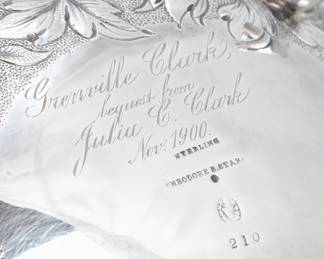 Grenville Clark,
bequest from
Julia C. Clark
Nov. 1900.
STERLING
THEODORE B. STARR
210